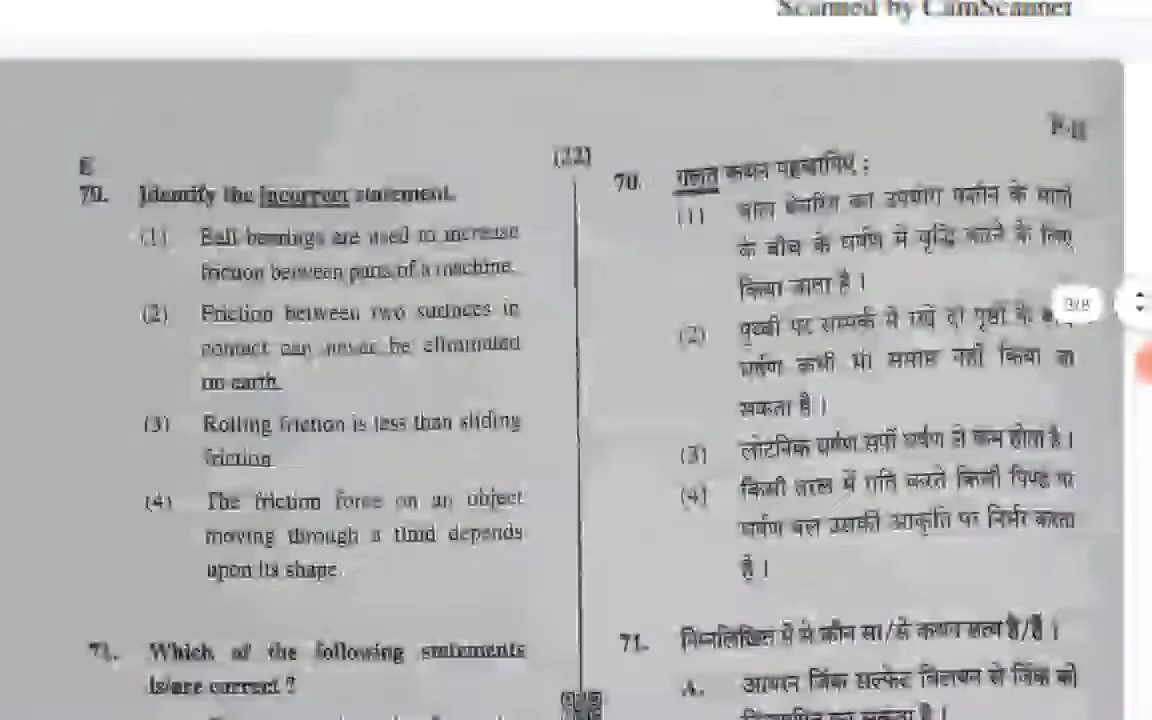 Scanned by CamScanner
P-II
E
(22)
70. Identify the incorrect statement.
(1) Ball bearings are used to increase
friction between parts of a machine.
(2) Friction between two surfaces in
contact can never be eliminated
on earth.
(3) Rolling friction is less than sliding
friction
(4) The friction force on an object
moving through a fluid depends
upon its shape.
71. Which of the following statements
is/are correct ?
70. गलत कथन पहचानिए :
(1) बाल बेयरिंग का उपयोग मशीन के भागों
के बीच के घर्षण में वृद्धि करने के लिए
किया जाता है ।
(2) पृथ्वी पर सम्पर्क में रखे दो पृष्ठों के
घर्षण कभी भी समाप्त नहीं किया जा
सकता है ।
(3) लोटनिक घर्षण सर्पी घर्षण से कम होता है ।
(4) किसी तरल में गति करते किसी पिण्ड पर
घर्षण बल उसकी आकृति पर निर्भर करता
है ।
71. निम्नलिखित में से कौन सा/से कथन सत्य है/हैं ।
A. आयरन जिंक सल्फेट विलयन से जिंक को
विस्थापित कर सकता है ।